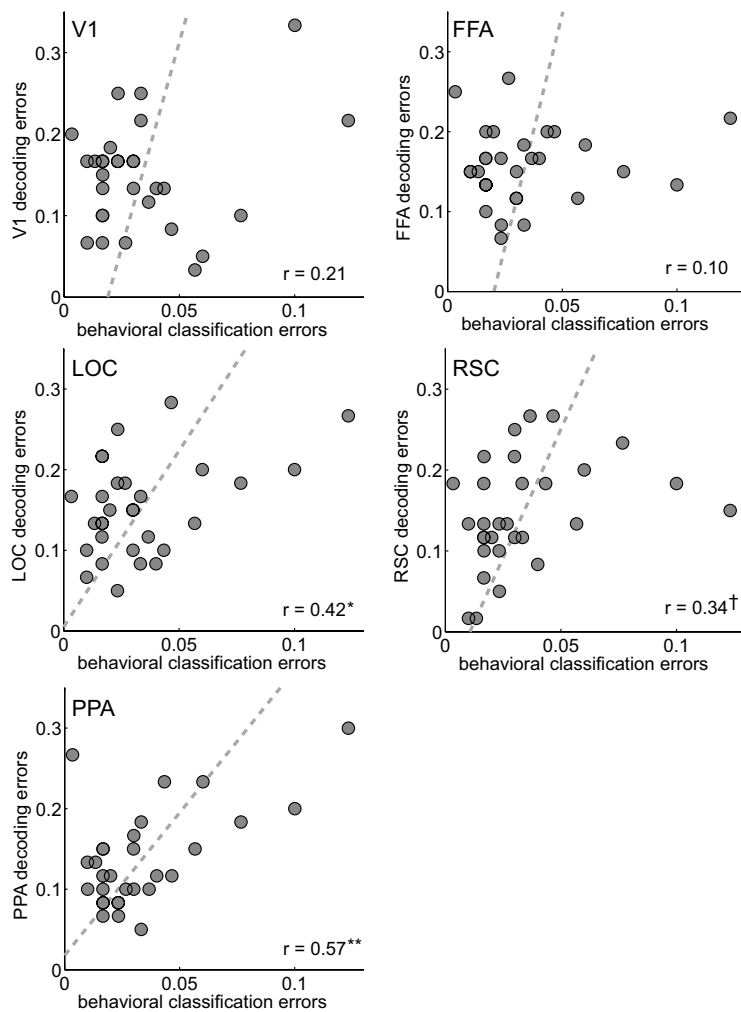 V1
V1 decoding errors
0.3
0.2
0.1
0
0
0.05
0.1
r = 0.21
behavioral classification errors
FFA
FFA decoding errors
0.3
0.2
0.1
0
0
0.05
0.1
r = 0.10
behavioral classification errors
LOC
LOC decoding errors
0.3
0.2
0.1
0
0
0.05
0.1
r = 0.42*
behavioral classification errors
RSC
RSC decoding errors
0.3
0.2
0.1
0
0
0.05
0.1
r = 0.34†
behavioral classification errors
PPA
PPA decoding errors
0.3
0.2
0.1
0
0
0.05
0.1
r = 0.57**
behavioral classification errors